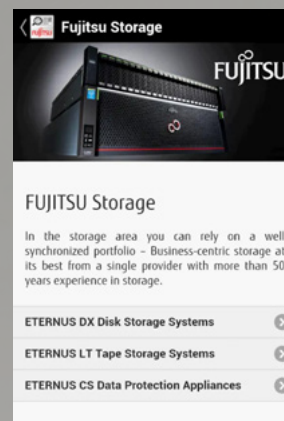 Fujitsu Storage
FUJITSU
FUJITSU Storage
In the storage area you can rely on a well
synchronized portfolio – Business-centric storage at
its best from a single provider with more than 50
years experience in storage.
ETERNUS DX Disk Storage Systems
ETERNUS LT Tape Storage Systems
ETERNUS CS Data Protection Appliances